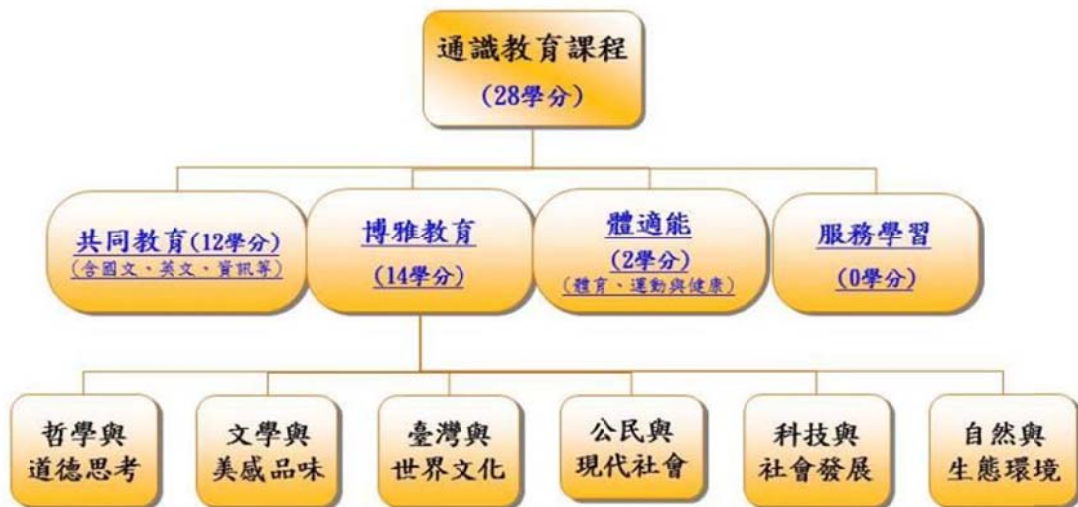 通識教育課程
(28學分)
共同教育(12學分)
(含國文、英文、資訊等)
博雅教育
(14學分)
體適能
(2學分)
(體育、運動與健康)
服務學習
(0學分)
哲學與
道德思考
文學與
美感品味
臺灣與
世界文化
公民與
現代社會
科技與
社會發展
自然與
生態環境